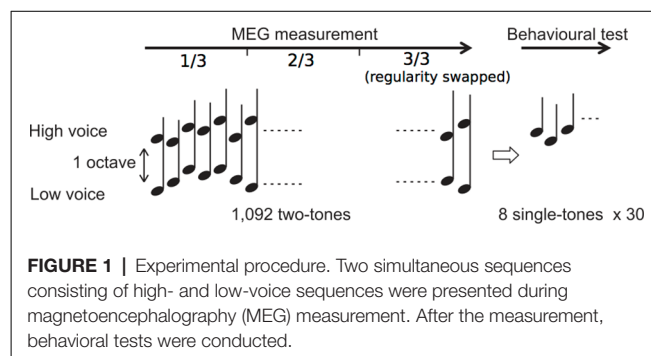 MEG measurement
Behavioural test
1/3
2/3
3/3
(regularity swapped)
High voice
1 octave
Low voice
1,092 two-tones
8 single-tones x 30
FIGURE 1 | Experimental procedure. Two simultaneous sequences
consisting of high- and low-voice sequences were presented during
magnetoencephalography (MEG) measurement. After the measurement,
behavioral tests were conducted.